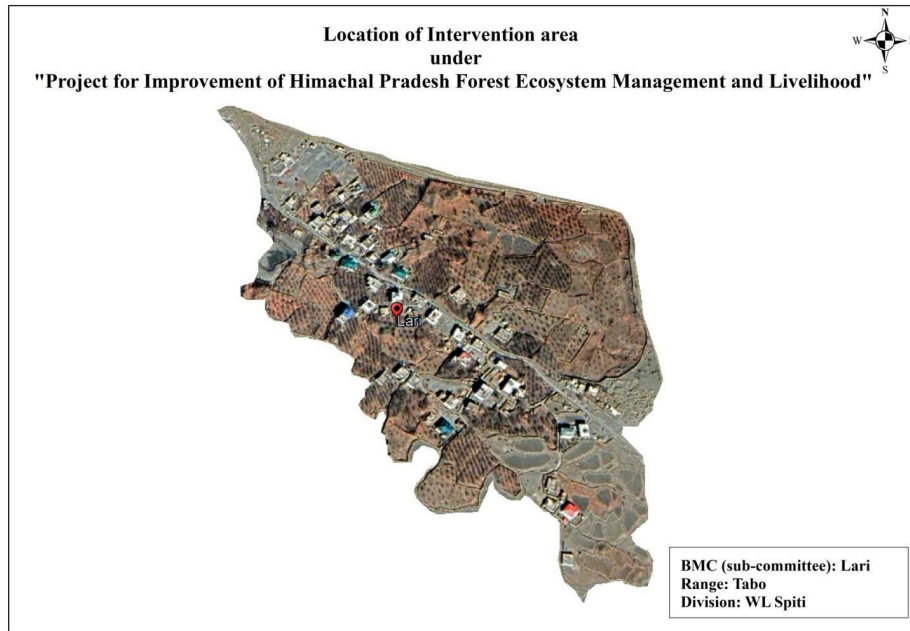 Location of Intervention area
under
"Project for Improvement of Himachal Pradesh Forest Ecosystem Management and Livelihood"
N
W
S
Lari
BMC (sub-committee): Lari
Range: Tabo
Division: WL Spiti